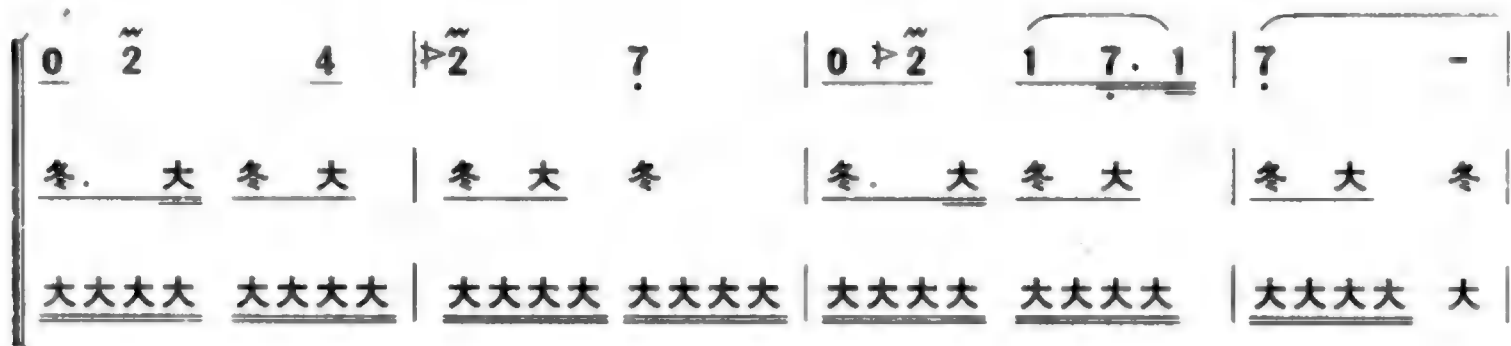 0 2 4 | 2 7 | 0 2 1 7. 1 | 7 - |
冬. 大 冬 大 | 冬 大 冬 | 冬. 大 冬 大 | 冬 大 冬 |
大大大大 大大大大 | 大大大大 大大大大 | 大大大大 大大大大 | 大大大大 大 |